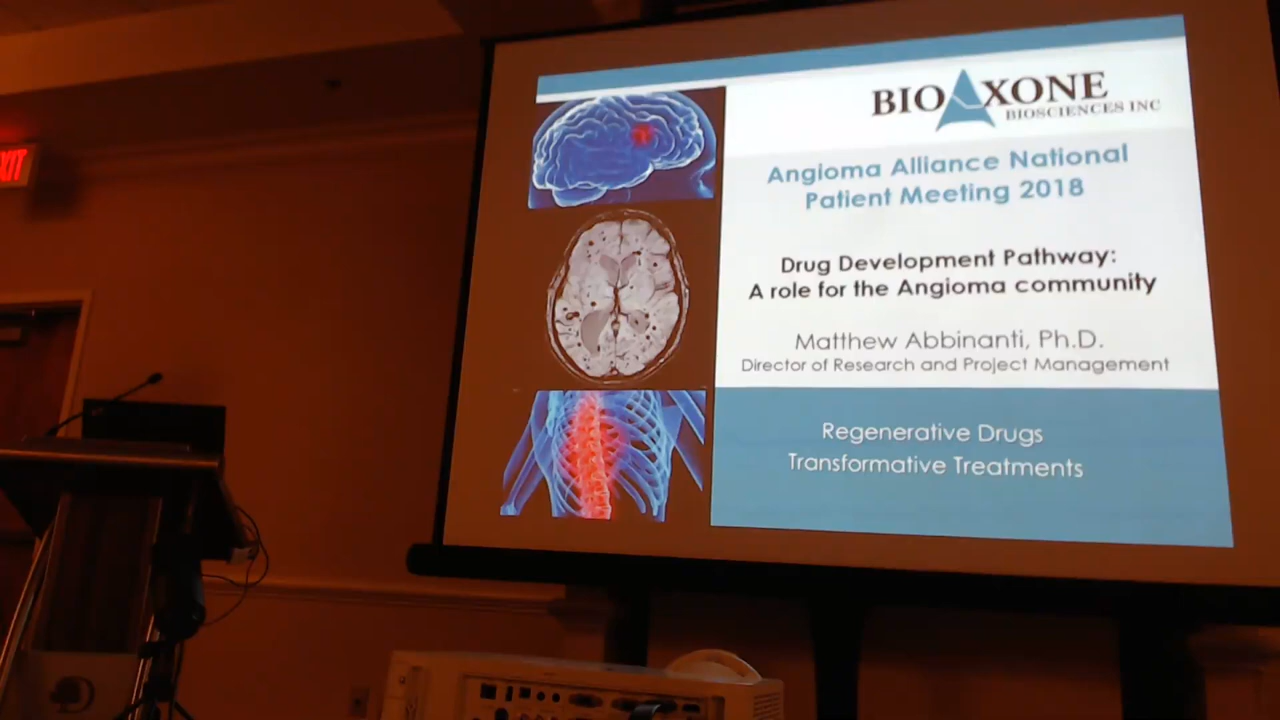 EXIT
BIOAXONE
BIOSCIENCES INC
Angioma Alliance National
Patient Meeting 2018
Drug Development Pathway:
A role for the Angioma community
Matthew Abbinanti, Ph.D.
Director of Research and Project Management
Regenerative Drugs
Transformative Treatments